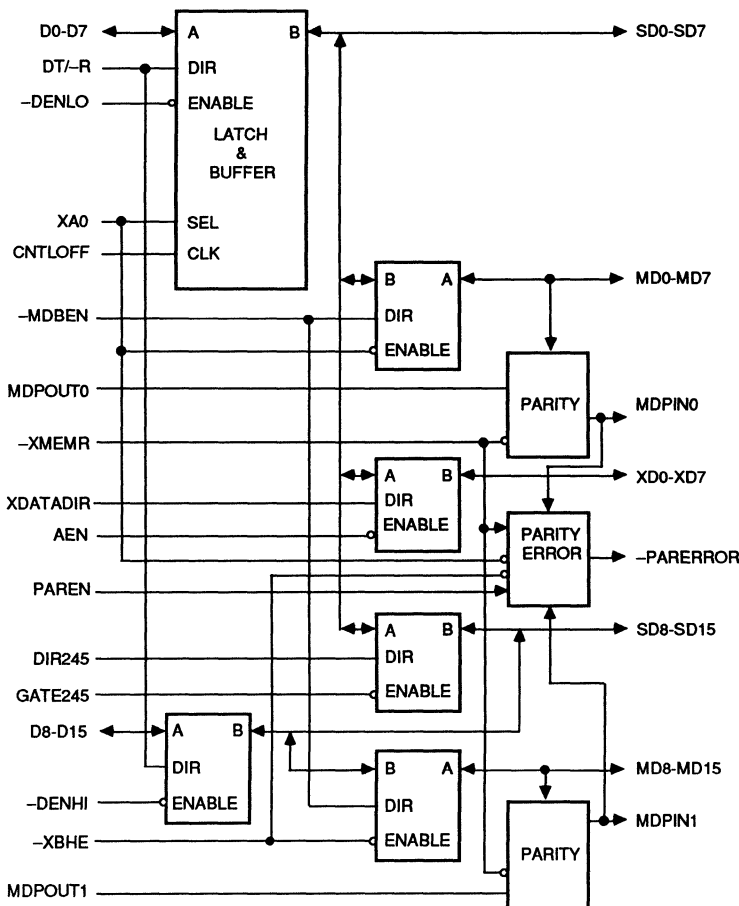 D0-D7 A B SD0-SD7
DT/–R DIR
–DENLO ENABLE
LATCH
&
BUFFER
XA0 SEL
CNTLOFF CLK
B A MD0-MD7
–MDBEN DIR
ENABLE
MDPOUT0 PARITY MDPIN0
–XMEMR
A B XD0-XD7
XDATADIR DIR
AEN ENABLE
PARITY
ERROR –PARERROR
PAREN
A B SD8-SD15
DIR245 DIR
GATE245 ENABLE
D8-D15 A B
DIR B A MD8-MD15
–DENHI ENABLE DIR
–XBHE ENABLE
PARITY MDPIN1
MDPOUT1